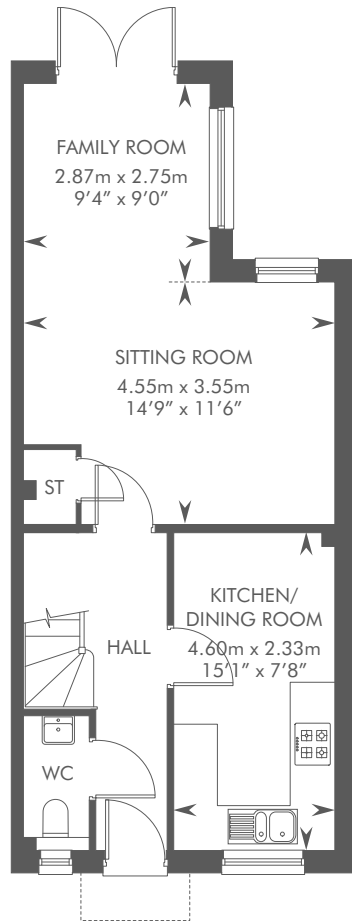 FAMILY ROOM
2.87m x 2.75m
9’4” x 9’0”
SITTING ROOM
4.55m x 3.55m
14’9” x 11’6”
ST
KITCHEN/
DINING ROOM
4.60m x 2.33m
15’1” x 7’8”
HALL
WC